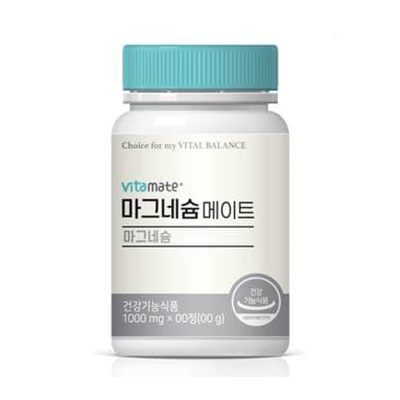 Choice for my VITAL BALANCE
vitamate®
마그네슘 메이트
마그네슘
건강
기능식품
건강기능식품
1000 mg × 00정(00 g)